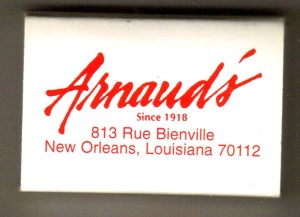 Arnaud's
Since 1918
813 Rue Bienville
New Orleans, Louisiana 70112